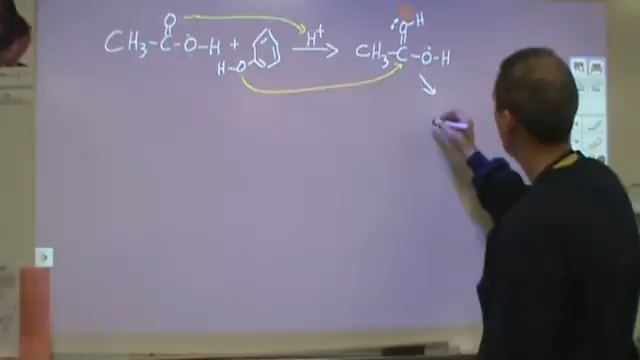 O
CH3-C-O-H +
H-O
H+
O-H
CH3-C-O-H